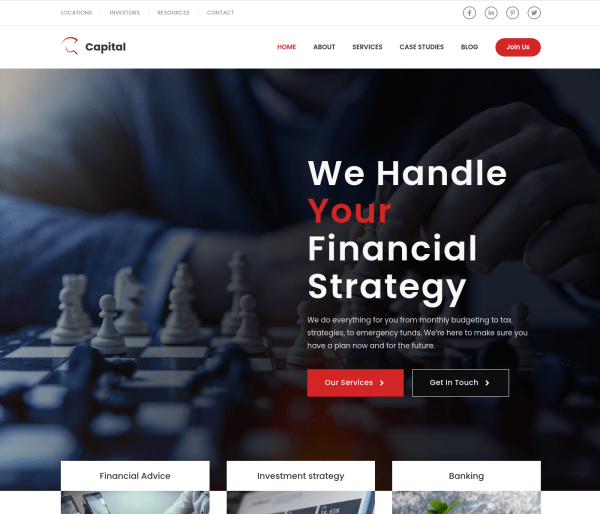 LOCATIONS INVESTORS RESOURCES CONTACT
Capital
HOME ABOUT SERVICES CASE STUDIES BLOG Join Us
We Handle
Your
Financial
Strategy
We do everything for you from monthly budgeting to tax
strategies, to emergency funds. We're here to make sure you
have a plan now and for the future.
Our Services Get In Touch
Financial Advice Investment strategy Banking